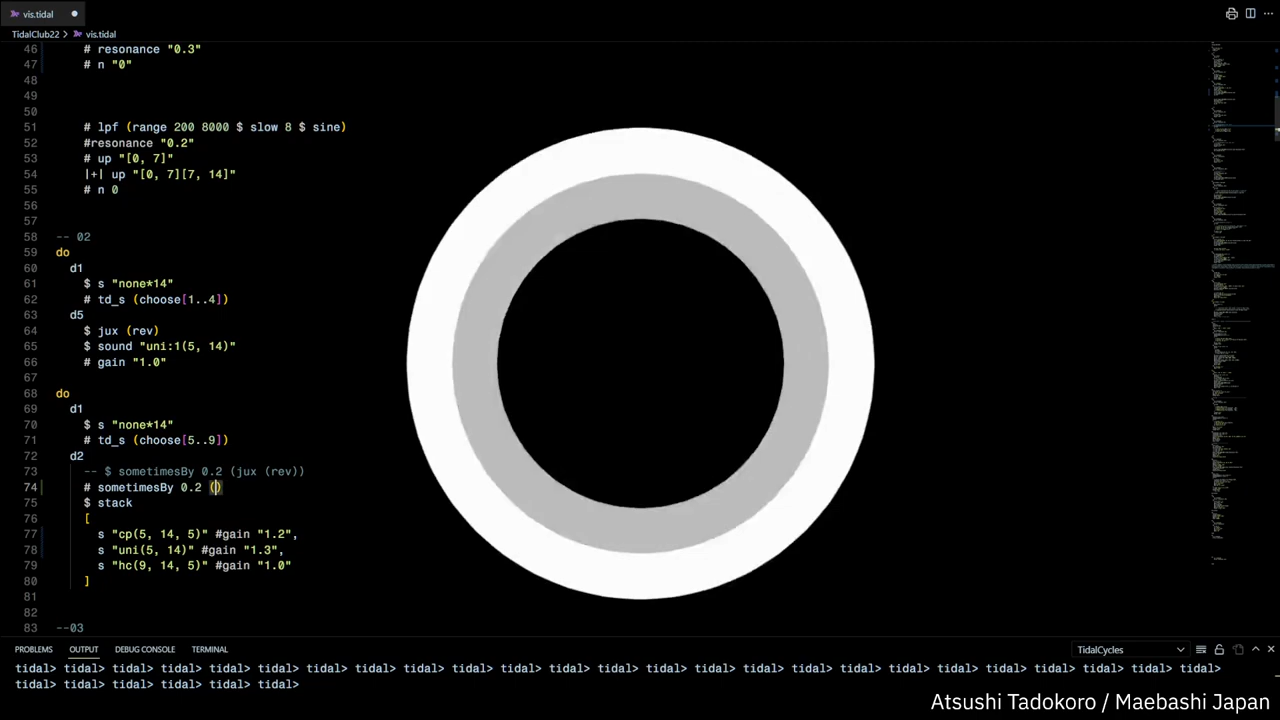 vis.tidal
TidalClub22 > vis.tidal
46 # resonance "0.3"
47 # n "0"
48
49
50
51 # lpf (range 200 8000 $ slow 8 $ sine)
52 #resonance "0.2"
53 # up "[0, 7]"
54 |+| up "[0, 7][7, 14]"
55 # n 0
56
57
58 -- 02
59 do
60 d1
61 $ s "none*14"
62 # td_s (choose[1..4])
63 d5
64 $ jux (rev)
65 $ sound "uni:1(5, 14)"
66 # gain "1.0"
67
68 do
69 d1
70 $ s "none*14"
71 # td_s (choose[5..9])
72 d2
73 -- $ sometimesBy 0.2 (jux (rev))
74 # sometimesBy 0.2 ()
75 $ stack
76 [
77 s "cp(5, 14, 5)" #gain "1.2",
78 s "uni(5, 14)" #gain "1.3",
79 s "hc(9, 14, 5)" #gain "1.0"
80 ]
81
82
83 --03
PROBLEMS OUTPUT DEBUG CONSOLE TERMINAL TidalCycles
tidal> tidal> tidal> tidal> tidal> tidal> tidal> tidal> tidal> tidal> tidal> tidal> tidal> tidal> tidal> tidal> tidal> tidal> tidal> tidal> tidal> tidal> tidal> tidal> tidal>
tidal> tidal> tidal> tidal> tidal> tidal>
Atsushi Tadokoro / Maebashi Japan